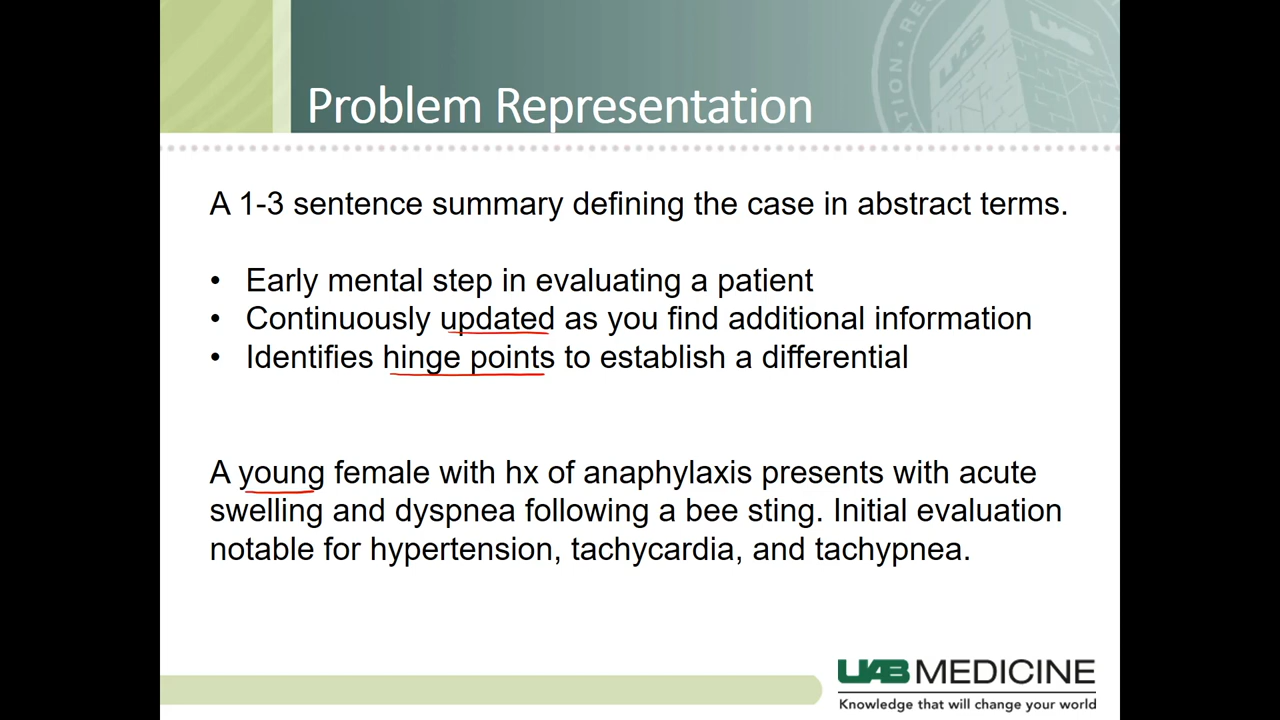 Problem Representation
A 1-3 sentence summary defining the case in abstract terms.
• Early mental step in evaluating a patient
• Continuously updated as you find additional information
• Identifies hinge points to establish a differential
A young female with hx of anaphylaxis presents with acute
swelling and dyspnea following a bee sting. Initial evaluation
notable for hypertension, tachycardia, and tachypnea.
UAB MEDICINE
Knowledge that will change your world